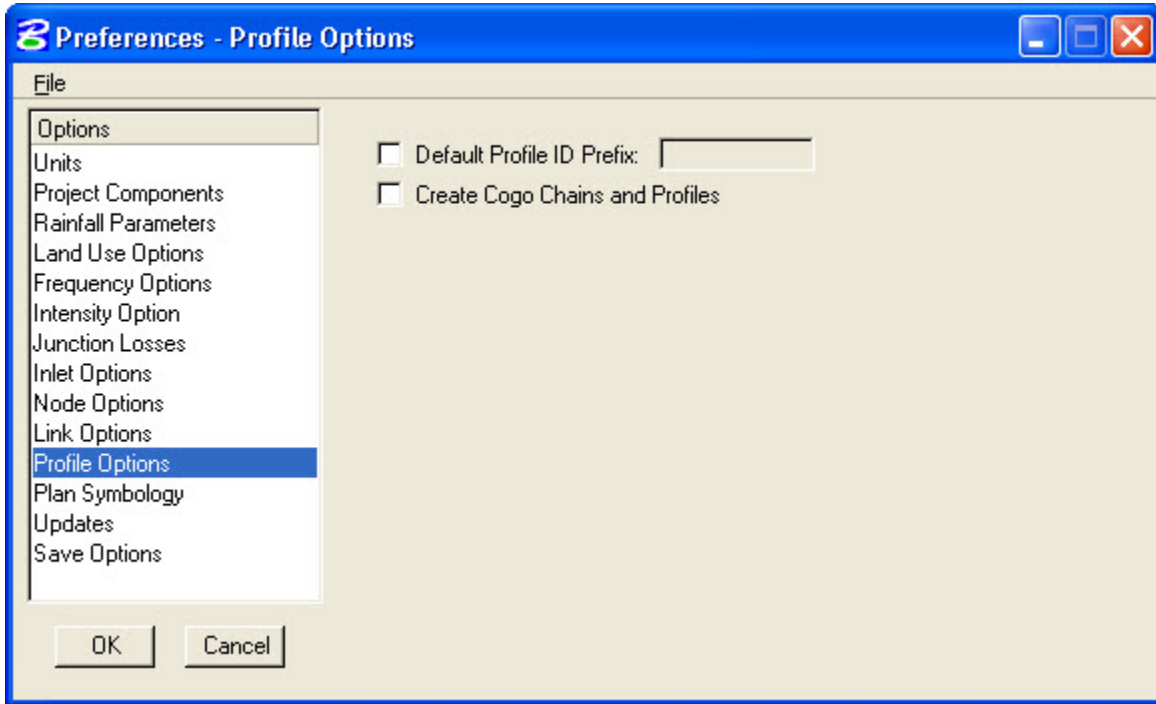 Preferences - Profile Options
File
Options
Units
Project Components
Rainfall Parameters
Land Use Options
Frequency Options
Intensity Option
Junction Losses
Inlet Options
Node Options
Link Options
Profile Options
Plan Symbology
Updates
Save Options
Default Profile ID Prefix:
Create Cogo Chains and Profiles
OK Cancel